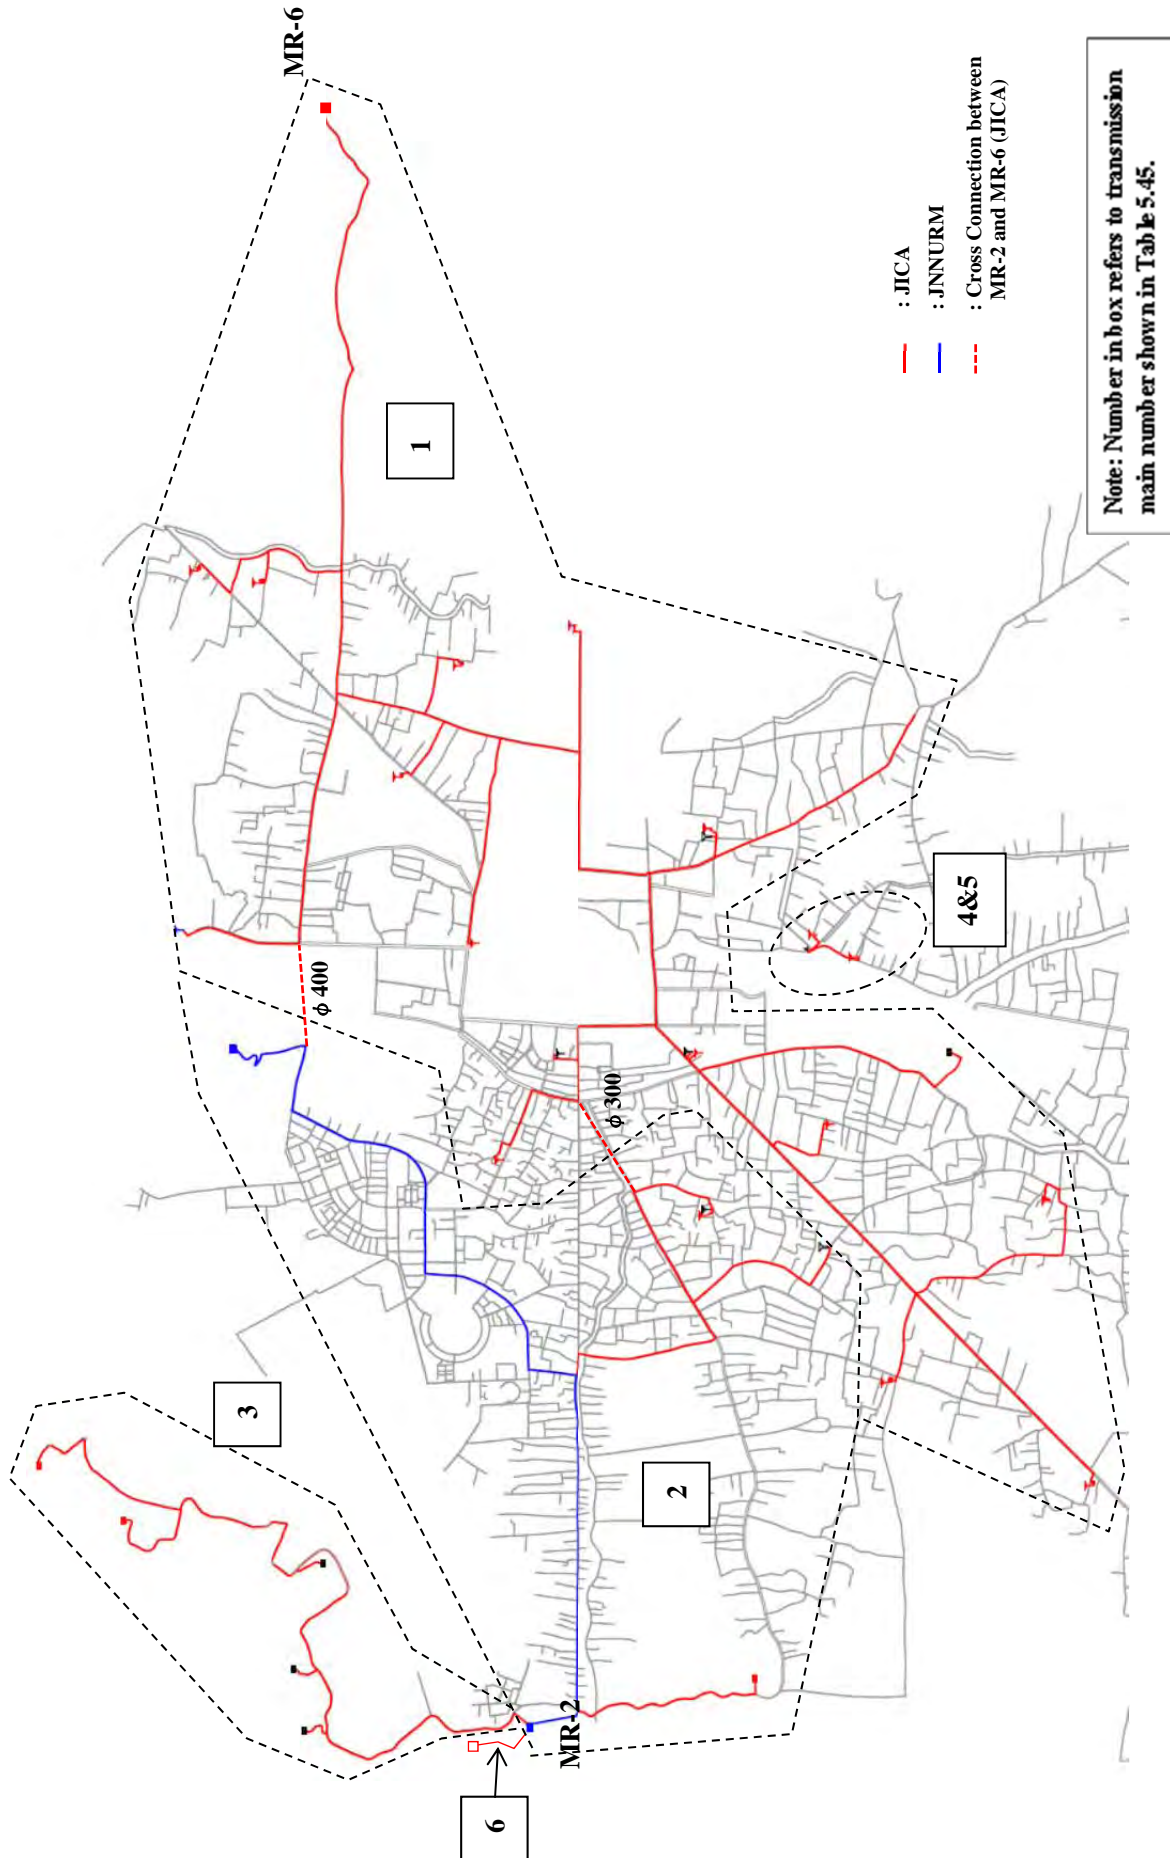 MR-6
1
3
φ 400
φ 300
4&5
2
MR-2
6
: JICA
: JNNURM
: Cross Connection between
MR-2 and MR-6 (JICA)
Note: Number in box refers to transmission
main number shown in Table 5.45.